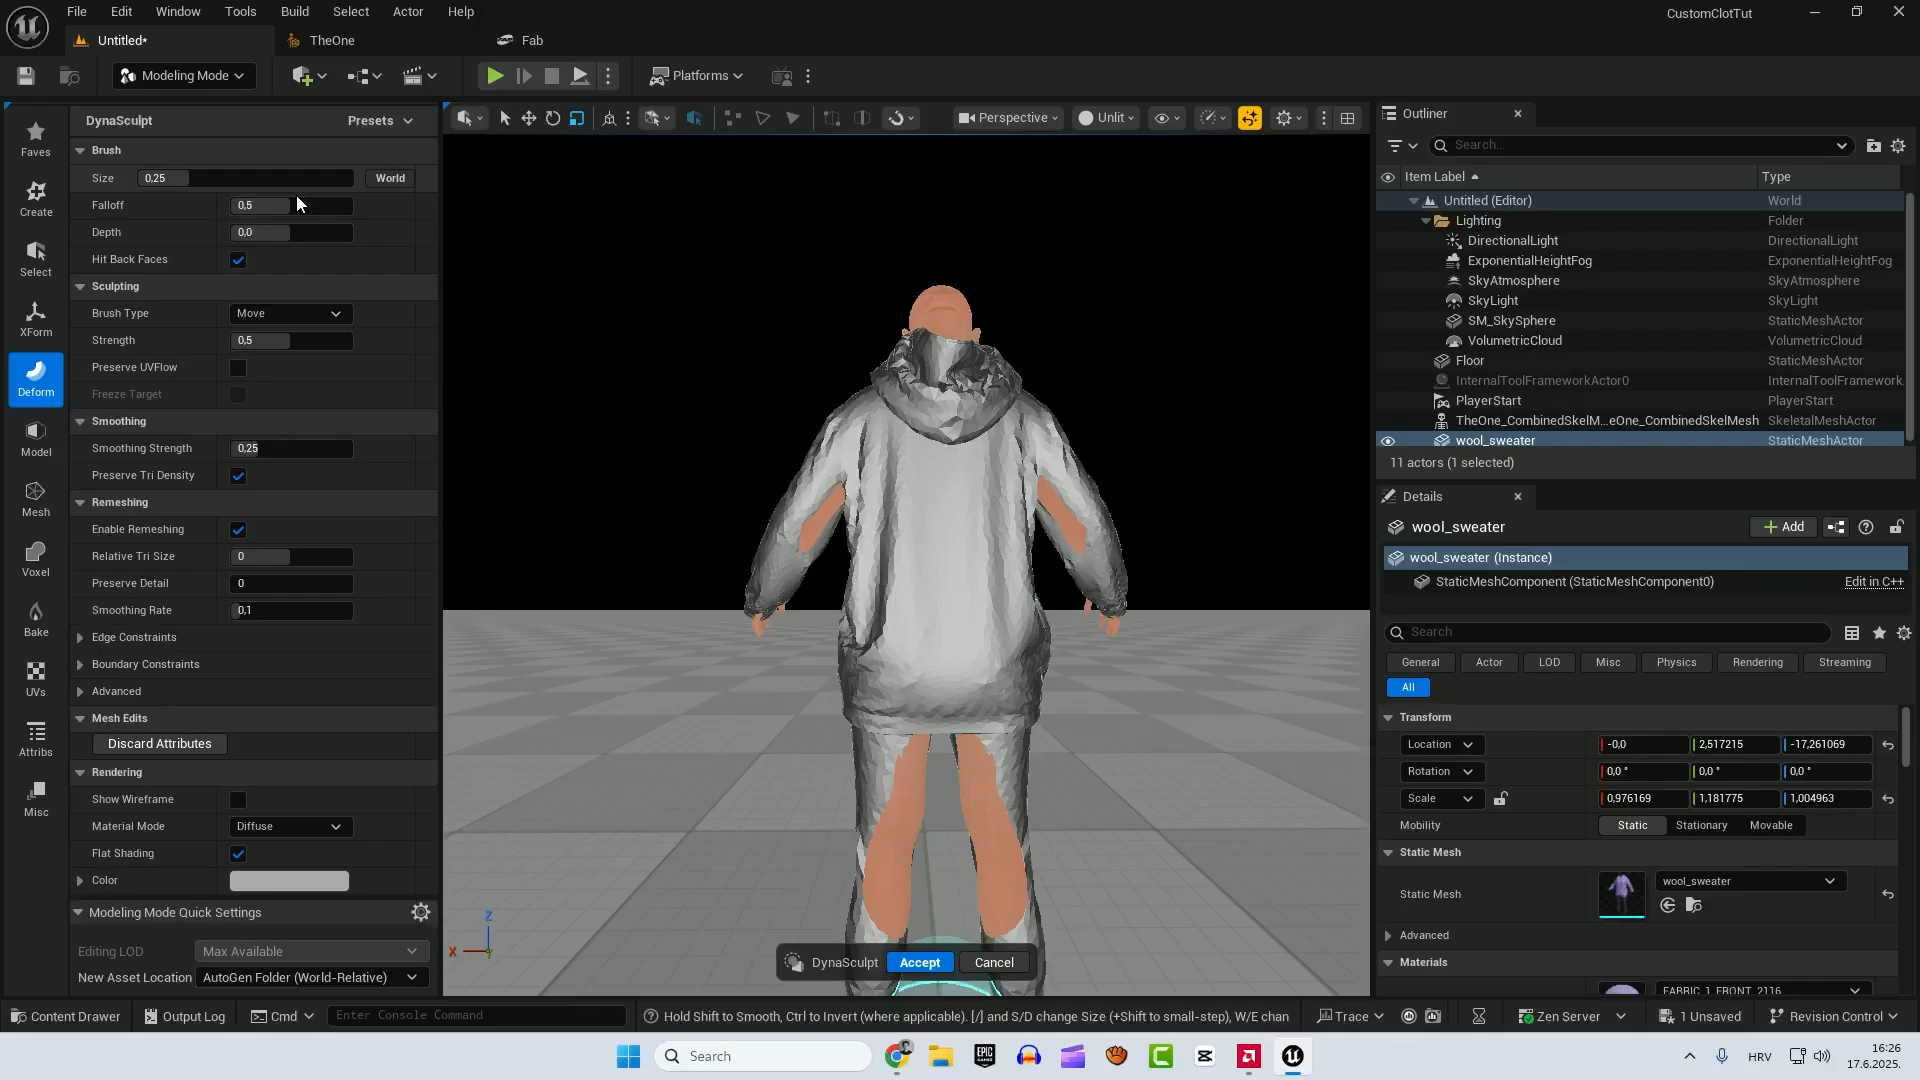 File Edit Window Tools Build Select Actor Help
CustomClotTut
Untitled*
TheOne
Fab
Modeling Mode
Platforms
DynaSculpt
Presets
Brush
Size 0,25 World
Falloff 0,5
Depth 0,0
Hit Back Faces
Sculpting
Brush Type Move
Strength 0,5
Preserve UVFlow
Freeze Target
Smoothing
Smoothing Strength 0,25
Preserve Tri Density
Remeshing
Enable Remeshing
Relative Tri Size 0
Preserve Detail 0
Smoothing Rate 0,1
Edge Constraints
Boundary Constraints
Advanced
Mesh Edits
Discard Attributes
Rendering
Show Wireframe
Material Mode Diffuse
Flat Shading
Color
Modeling Mode Quick Settings
Editing LOD Max Available
New Asset Location AutoGen Folder (World-Relative)
Faves
Create
Select
XForm
Deform
Model
Mesh
Voxel
Bake
UVs
Attribs
Misc
Perspective
Unlit
Z
X
Y
DynaSculpt Accept Cancel
Outliner
Search...
Item Label Type
Untitled (Editor) World
Lighting Folder
DirectionalLight DirectionalLight
ExponentialHeightFog ExponentialHeightFog
SkyAtmosphere SkyAtmosphere
SkyLight SkyLight
SM_SkySphere StaticMeshActor
VolumetricCloud VolumetricCloud
Floor StaticMeshActor
InternalToolFrameworkActor0 InternalToolFramework
PlayerStart PlayerStart
TheOne_CombinedSkelM...eOne_CombinedSkelMesh SkeletalMeshActor
wool_sweater StaticMeshActor
11 actors (1 selected)
Details
wool_sweater
Add
wool_sweater (Instance)
StaticMeshComponent (StaticMeshComponent0) Edit in C++
Search
General Actor LOD Misc Physics Rendering Streaming
All
Transform
Location -0,0 2,517215 -17,261069
Rotation 0,0 ° 0,0 ° 0,0 °
Scale 0,976169 1,181775 1,004963
Mobility Static Stationary Movable
Static Mesh
Static Mesh wool_sweater
Advanced
Materials
FABRIC_1_FRONT_2116
Content Drawer Output Log Cmd Enter Console Command
Hold Shift to Smooth, Ctrl to Invert (where applicable). [/] and S/D change Size (+Shift to small-step), W/E chan
Trace
Zen Server
1 Unsaved
Revision Control
Search
EPIC GAMES
HRV
16:26
17.6.2025.